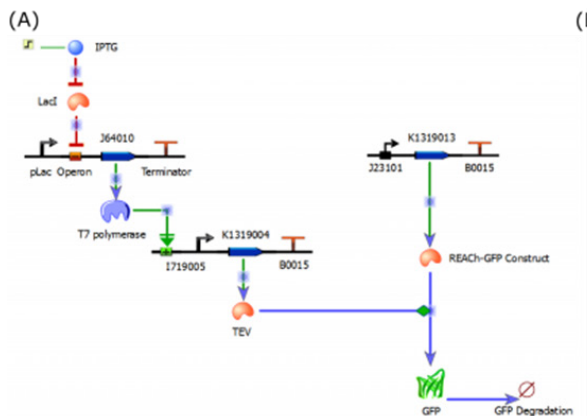 (A)
IPTG
LacI
J64010
K1319013
pLac Operon Terminator
J23101 B0015
T7 polymerase
K1319004
I719005 B0015
REACh-GFP Construct
TEV
GFP GFP Degradation